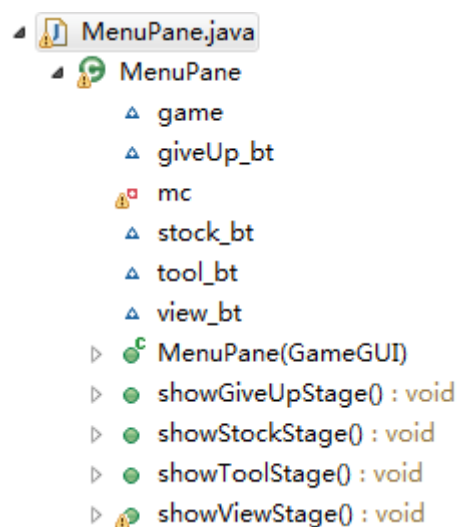 MenuPane.java
MenuPane
game
giveUp_bt
mc
stock_bt
tool_bt
view_bt
MenuPane(GameGUI)
showGiveUpStage() : void
showStockStage() : void
showToolStage() : void
showViewStage() : void